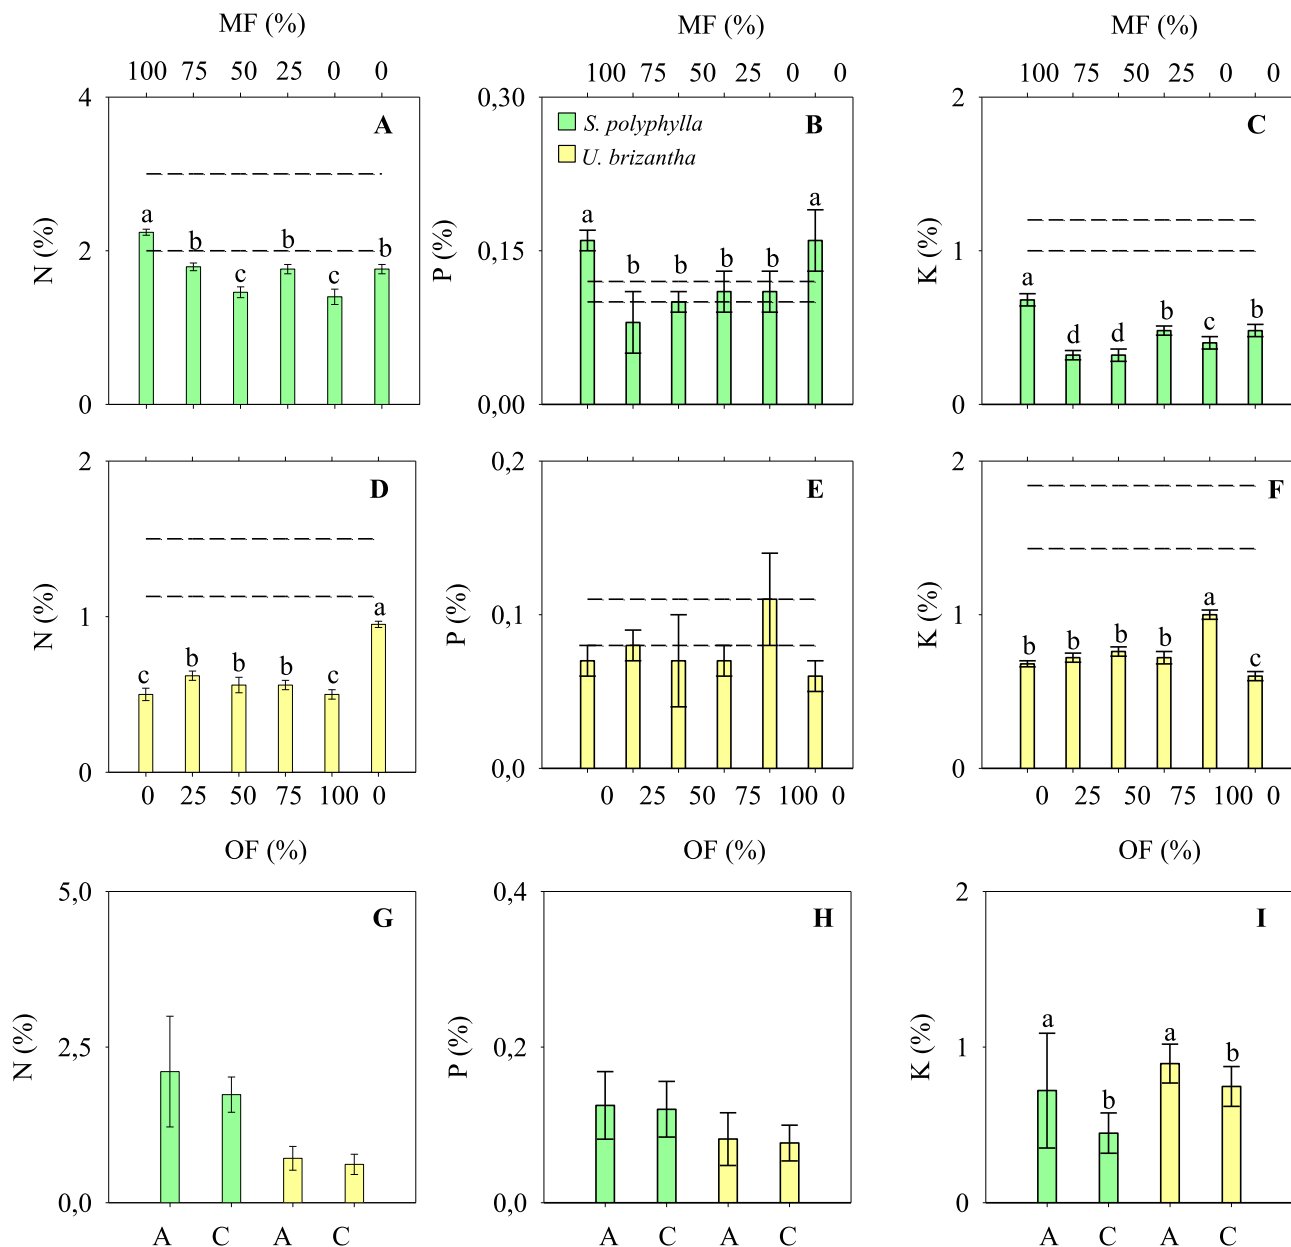 MF (%) MF (%) MF (%)
100 75 50 25 0 0 100 75 50 25 0 0 100 75 50 25 0 0
4 A 0,30 B 2 C
S. polyphylla
U. brizantha
N (%) P (%) K (%)
2 0,15 1
a b c b c b a b b b b a a d d b c b
0 0,00 0
2 D 0,2 E 2 F
N (%) P (%) K (%)
1 0,1 1
c b b b c a b b b b a c
0 0,0 0
0 25 50 75 100 0 0 25 50 75 100 0 0 25 50 75 100 0
OF (%) OF (%) OF (%)
5,0 G 0,4 H 2 I
N (%) P (%) K (%)
2,5 0,2 1
a b a b
0,0 0,0 0
A C A C A C A C A C A C